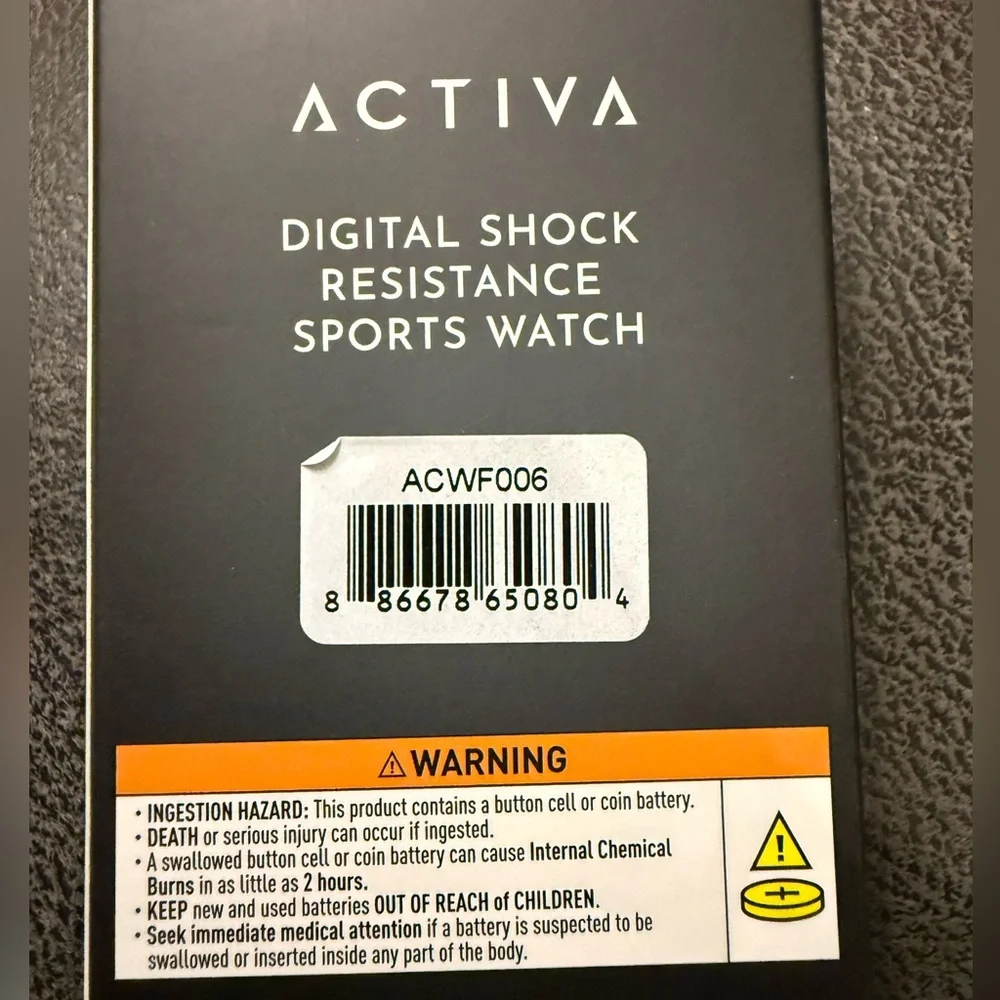 ACTIVA
DIGITAL SHOCK
RESISTANCE
SPORTS WATCH
ACWF006
8 86678 65080 4
⚠WARNING
• INGESTION HAZARD: This product contains a button cell or coin battery.
• DEATH or serious injury can occur if ingested.
• A swallowed button cell or coin battery can cause Internal Chemical
Burns in as little as 2 hours.
• KEEP new and used batteries OUT OF REACH of CHILDREN.
• Seek immediate medical attention if a battery is suspected to be
swallowed or inserted inside any part of the body.